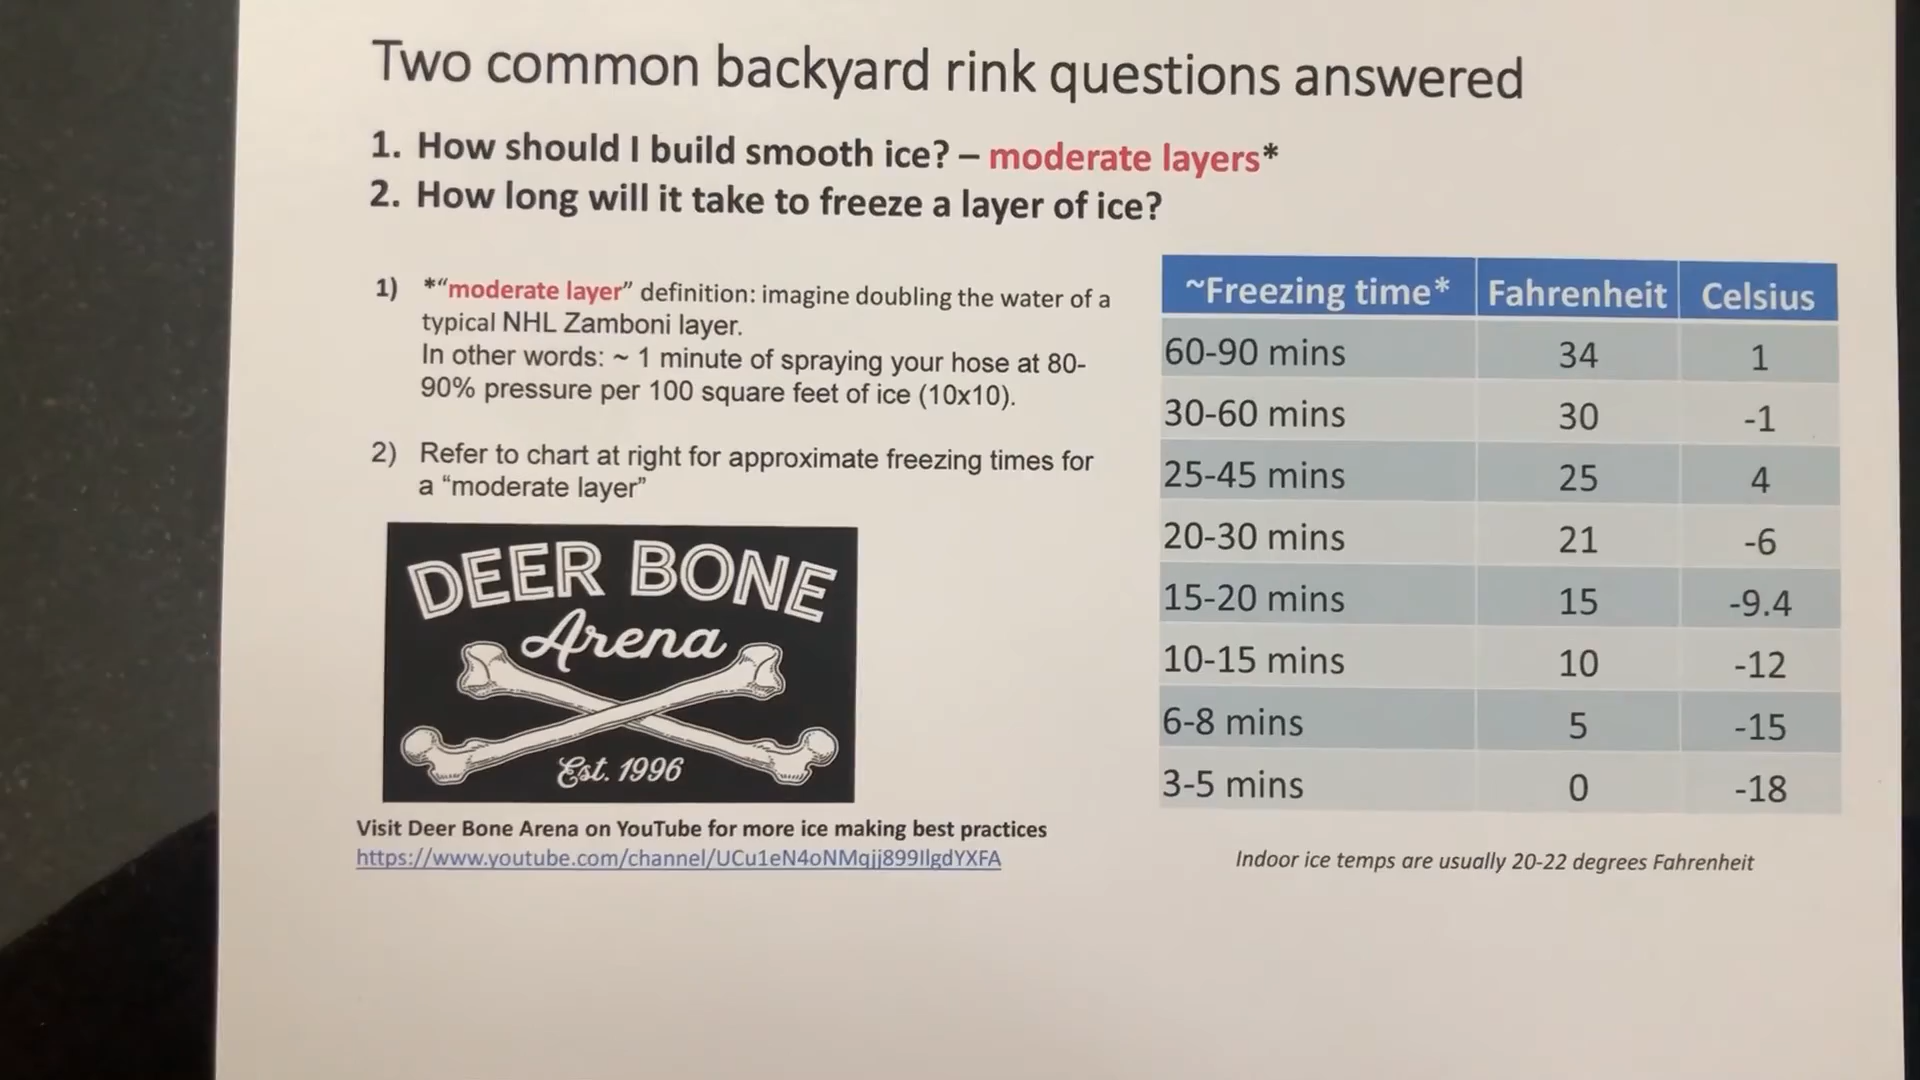 Two common backyard rink questions answered
1. How should I build smooth ice? – moderate layers*
2. How long will it take to freeze a layer of ice?
1) *“moderate layer” definition: imagine doubling the water of a
typical NHL Zamboni layer.
In other words: ~ 1 minute of spraying your hose at 80-
90% pressure per 100 square feet of ice (10x10).
2) Refer to chart at right for approximate freezing times for
a “moderate layer”
DEER BONE
Arena
Est. 1996
Visit Deer Bone Arena on YouTube for more ice making best practices
https://www.youtube.com/channel/UCu1eN4oNMqjj899IlgdYXFA
~Freezing time* Fahrenheit Celsius
60-90 mins 34 1
30-60 mins 30 -1
25-45 mins 25 4
20-30 mins 21 -6
15-20 mins 15 -9.4
10-15 mins 10 -12
6-8 mins 5 -15
3-5 mins 0 -18
Indoor ice temps are usually 20-22 degrees Fahrenheit